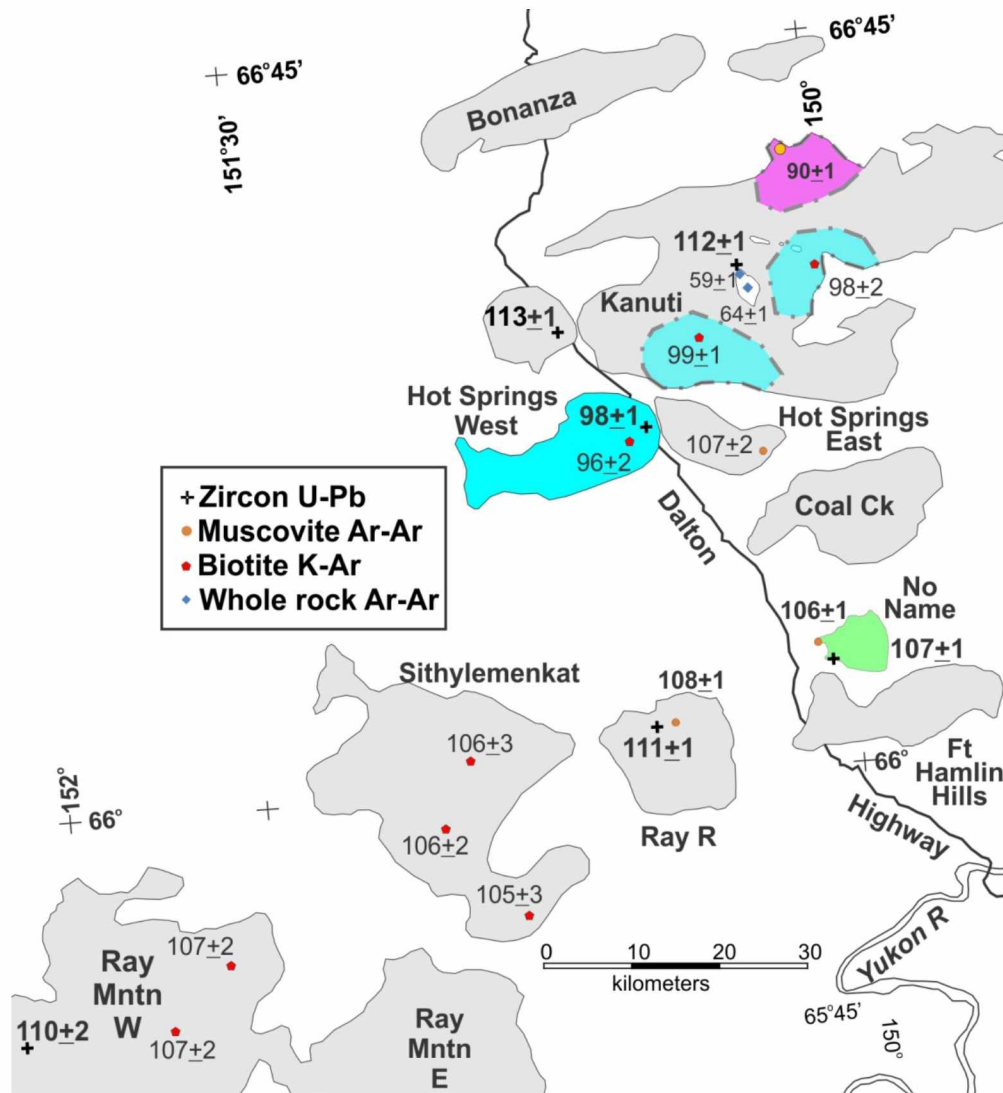 66°45'
66°45'
151°30'
150°
Bonanza
90±1
112±1
59±1
98±2
64±1
Kanuti
113±1
99±1
Hot Springs
West
98±1
96±2
Hot Springs
East
107±2
Zircon U-Pb
Muscovite Ar-Ar
Biotite K-Ar
Whole rock Ar-Ar
Dalton
Coal Ck
No
Name
106±1
107±1
Sithylemenkat
108±1
111±1
106±3
Ray R
66°
Ft
Hamlin
Hills
Highway
152°
66°
106±2
105±3
107±2
Ray
Mntn
W
110±2
107±2
Ray
Mntn
E
0 10 20 30
kilometers
Yukon R
65°45'
150°